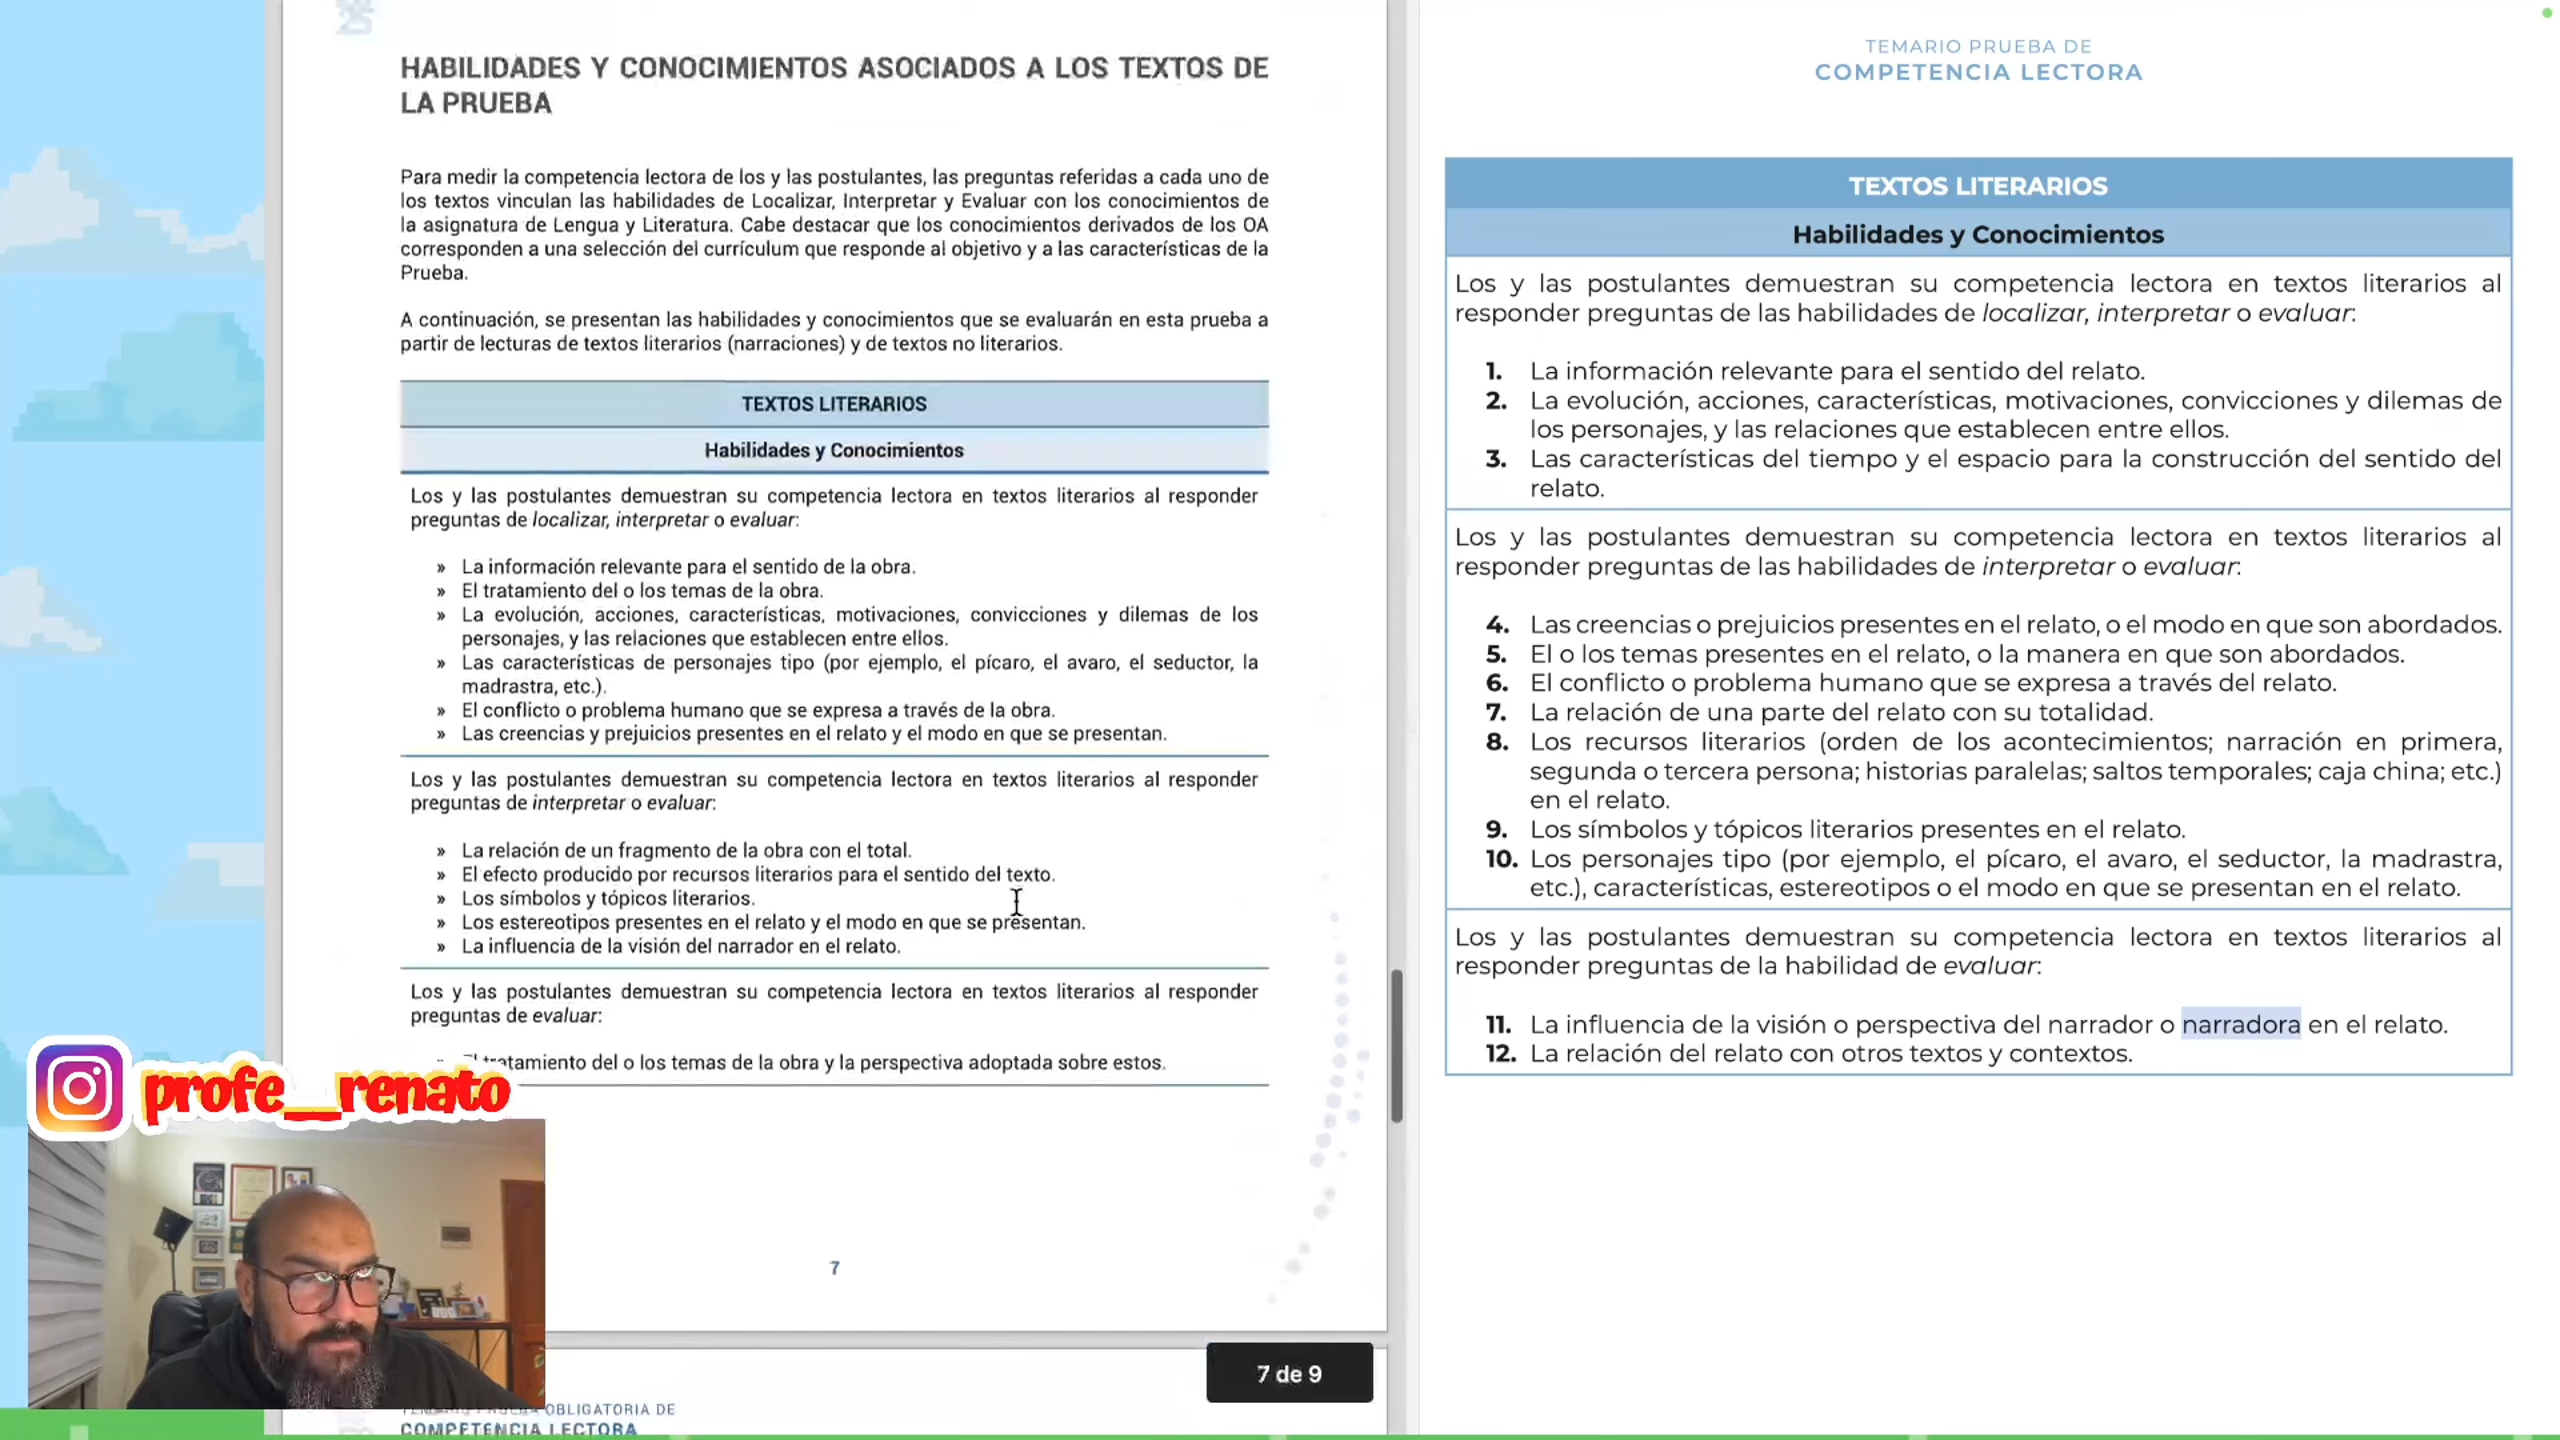 HABILIDADES Y CONOCIMIENTOS ASOCIADOS A LOS TEXTOS DE
LA PRUEBA
Para medir la competencia lectora de los y las postulantes, las preguntas referidas a cada uno de
los textos vinculan las habilidades de Localizar, Interpretar y Evaluar con los conocimientos de
la asignatura de Lengua y Literatura. Cabe destacar que los conocimientos derivados de los OA
corresponden a una selección del currículum que responde al objetivo y a las características de la
Prueba.
A continuación, se presentan las habilidades y conocimientos que se evaluarán en esta prueba a
partir de lecturas de textos literarios (narraciones) y de textos no literarios.
TEXTOS LITERARIOS
Habilidades y Conocimientos
Los y las postulantes demuestran su competencia lectora en textos literarios al responder
preguntas de localizar, interpretar o evaluar:
» La información relevante para el sentido de la obra.
» El tratamiento del o los temas de la obra.
» La evolución, acciones, características, motivaciones, convicciones y dilemas de los
personajes, y las relaciones que establecen entre ellos.
» Las características de personajes tipo (por ejemplo, el pícaro, el avaro, el seductor, la
madrastra, etc.).
» El conflicto o problema humano que se expresa a través de la obra.
» Las creencias y prejuicios presentes en el relato y el modo en que se presentan.
Los y las postulantes demuestran su competencia lectora en textos literarios al responder
preguntas de interpretar o evaluar:
» La relación de un fragmento de la obra con el total.
» El efecto producido por recursos literarios para el sentido del texto.
» Los símbolos y tópicos literarios.
» Los estereotipos presentes en el relato y el modo en que se presentan.
» La influencia de la visión del narrador en el relato.
Los y las postulantes demuestran su competencia lectora en textos literarios al responder
preguntas de evaluar:
tratamiento del o los temas de la obra y la perspectiva adoptada sobre estos.
profe__renato
7
7 de 9
OBLIGATORIA DE
COMPETENCIA LECTORA
TEMARIO PRUEBA DE
COMPETENCIA LECTORA
TEXTOS LITERARIOS
Habilidades y Conocimientos
Los y las postulantes demuestran su competencia lectora en textos literarios al
responder preguntas de las habilidades de localizar, interpretar o evaluar:
1. La información relevante para el sentido del relato.
2. La evolución, acciones, características, motivaciones, convicciones y dilemas de
los personajes, y las relaciones que establecen entre ellos.
3. Las características del tiempo y el espacio para la construcción del sentido del
relato.
Los y las postulantes demuestran su competencia lectora en textos literarios al
responder preguntas de las habilidades de interpretar o evaluar:
4. Las creencias o prejuicios presentes en el relato, o el modo en que son abordados.
5. El o los temas presentes en el relato, o la manera en que son abordados.
6. El conflicto o problema humano que se expresa a través del relato.
7. La relación de una parte del relato con su totalidad.
8. Los recursos literarios (orden de los acontecimientos; narración en primera,
segunda o tercera persona; historias paralelas; saltos temporales; caja china; etc.)
en el relato.
9. Los símbolos y tópicos literarios presentes en el relato.
10. Los personajes tipo (por ejemplo, el pícaro, el avaro, el seductor, la madrastra,
etc.), características, estereotipos o el modo en que se presentan en el relato.
Los y las postulantes demuestran su competencia lectora en textos literarios al
responder preguntas de la habilidad de evaluar:
11. La influencia de la visión o perspectiva del narrador o narradora en el relato.
12. La relación del relato con otros textos y contextos.